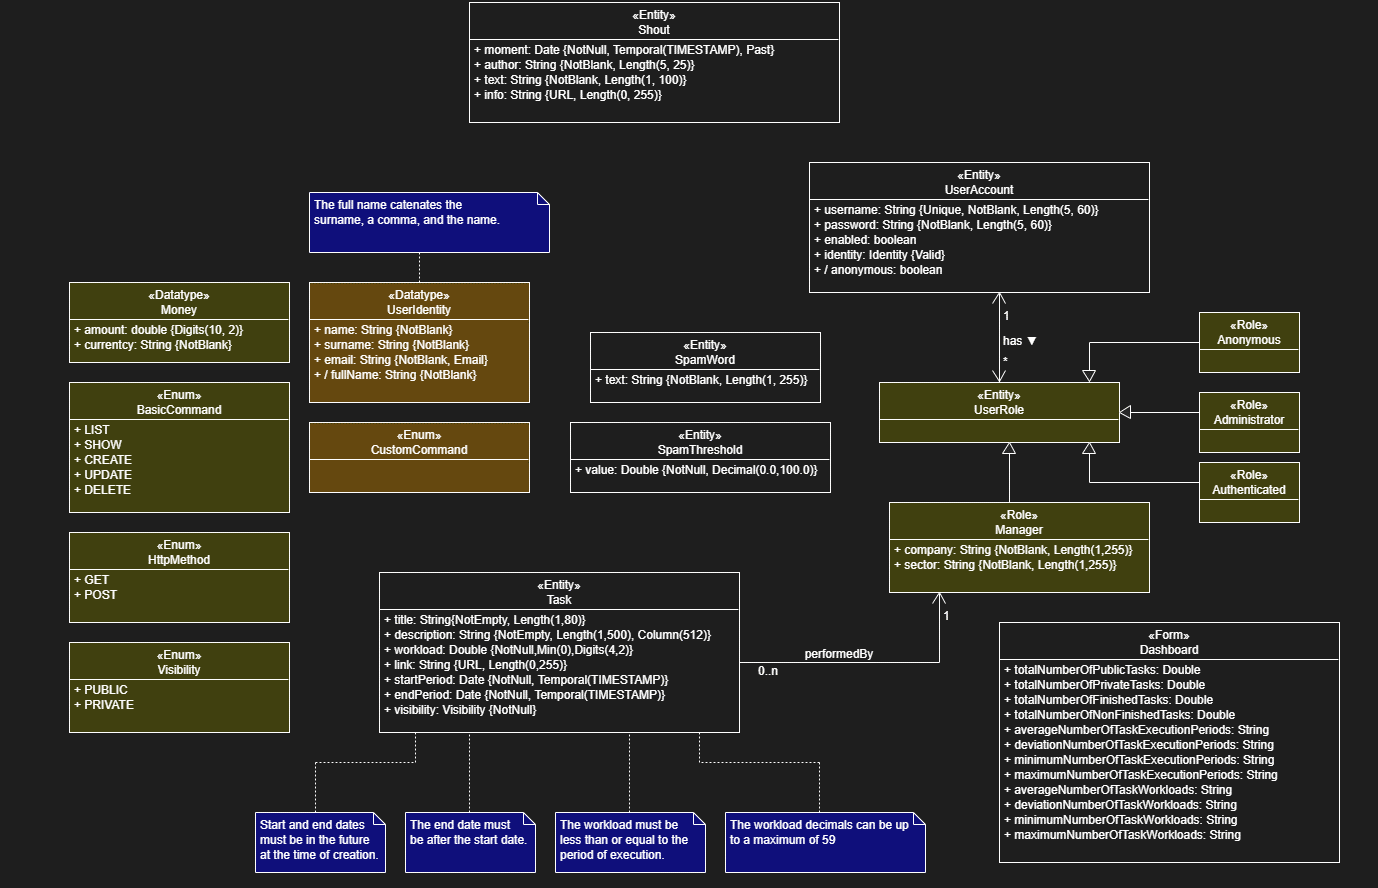 «Entity»
Shout
+ moment: Date {NotNull, Temporal(TIMESTAMP), Past}
+ author: String {NotBlank, Length(5, 25)}
+ text: String {NotBlank, Length(1, 100)}
+ info: String {URL, Length(0, 255)}
«Entity»
UserAccount
+ username: String {Unique, NotBlank, Length(5, 60)}
+ password: String {NotBlank, Length(5, 60)}
+ enabled: boolean
+ identity: Identity {Valid}
+ / anonymous: boolean
The full name catenates the
surname, a comma, and the name.
«Datatype»
Money
+ amount: double {Digits(10, 2)}
+ currentcy: String {NotBlank}
«Datatype»
UserIdentity
+ name: String {NotBlank}
+ surname: String {NotBlank}
+ email: String {NotBlank, Email}
+ / fullName: String {NotBlank}
«Entity»
SpamWord
+ text: String {NotBlank, Length(1, 255)}
1
has ▼
*
«Role»
Anonymous
«Enum»
BasicCommand
+ LIST
+ SHOW
+ CREATE
+ UPDATE
+ DELETE
«Enum»
CustomCommand
«Entity»
SpamThreshold
+ value: Double {NotNull, Decimal(0.0,100.0)}
«Entity»
UserRole
«Role»
Administrator
«Role»
Authenticated
«Role»
Manager
+ company: String {NotBlank, Length(1,255)}
+ sector: String {NotBlank, Length(1,255)}
«Enum»
HttpMethod
+ GET
+ POST
«Enum»
Visibility
+ PUBLIC
+ PRIVATE
«Entity»
Task
+ title: String{NotEmpty, Length(1,80)}
+ description: String {NotEmpty, Length(1,500), Column(512)}
+ workload: Double {NotNull,Min(0),Digits(4,2)}
+ link: String {URL, Length(0,255)}
+ startPeriod: Date {NotNull, Temporal(TIMESTAMP)}
+ endPeriod: Date {NotNull, Temporal(TIMESTAMP)}
+ visibility: Visibility {NotNull}
1
performedBy
0..n
«Form»
Dashboard
+ totalNumberOfPublicTasks: Double
+ totalNumberOfPrivateTasks: Double
+ totalNumberOfFinishedTasks: Double
+ totalNumberOfNonFinishedTasks: Double
+ averageNumberOfTaskExecutionPeriods: String
+ deviationNumberOfTaskExecutionPeriods: String
+ minimumNumberOfTaskExecutionPeriods: String
+ maximumNumberOfTaskExecutionPeriods: String
+ averageNumberOfTaskWorkloads: String
+ deviationNumberOfTaskWorkloads: String
+ minimumNumberOfTaskWorkloads: String
+ maximumNumberOfTaskWorkloads: String
Start and end dates
must be in the future
at the time of creation.
The end date must
be after the start date.
The workload must be
less than or equal to the
period of execution.
The workload decimals can be up
to a maximum of 59